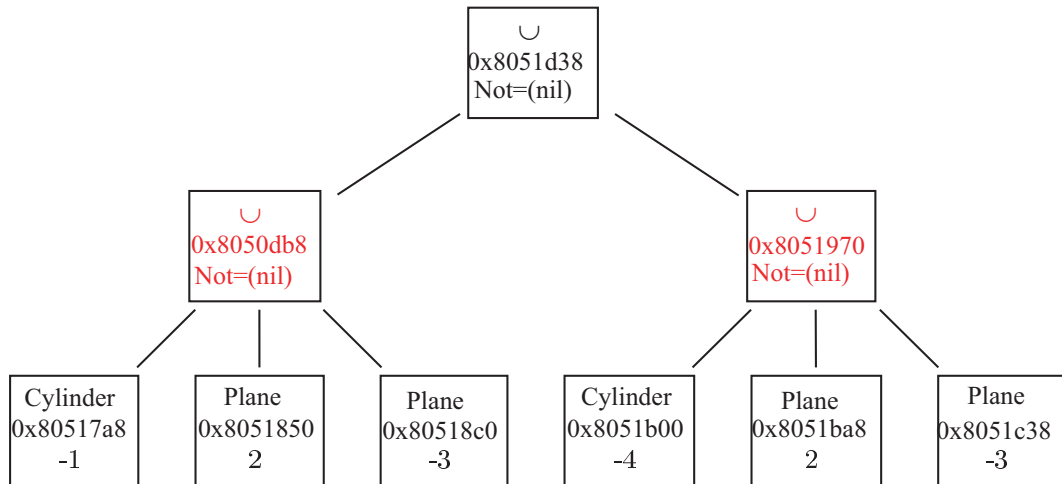 ∪
0x8051d38
Not=(nil)
∪
0x8050db8
Not=(nil)
∪
0x8051970
Not=(nil)
Cylinder
0x80517a8
-1
Plane
0x8051850
2
Plane
0x80518c0
-3
Cylinder
0x8051b00
-4
Plane
0x8051ba8
2
Plane
0x8051c38
-3